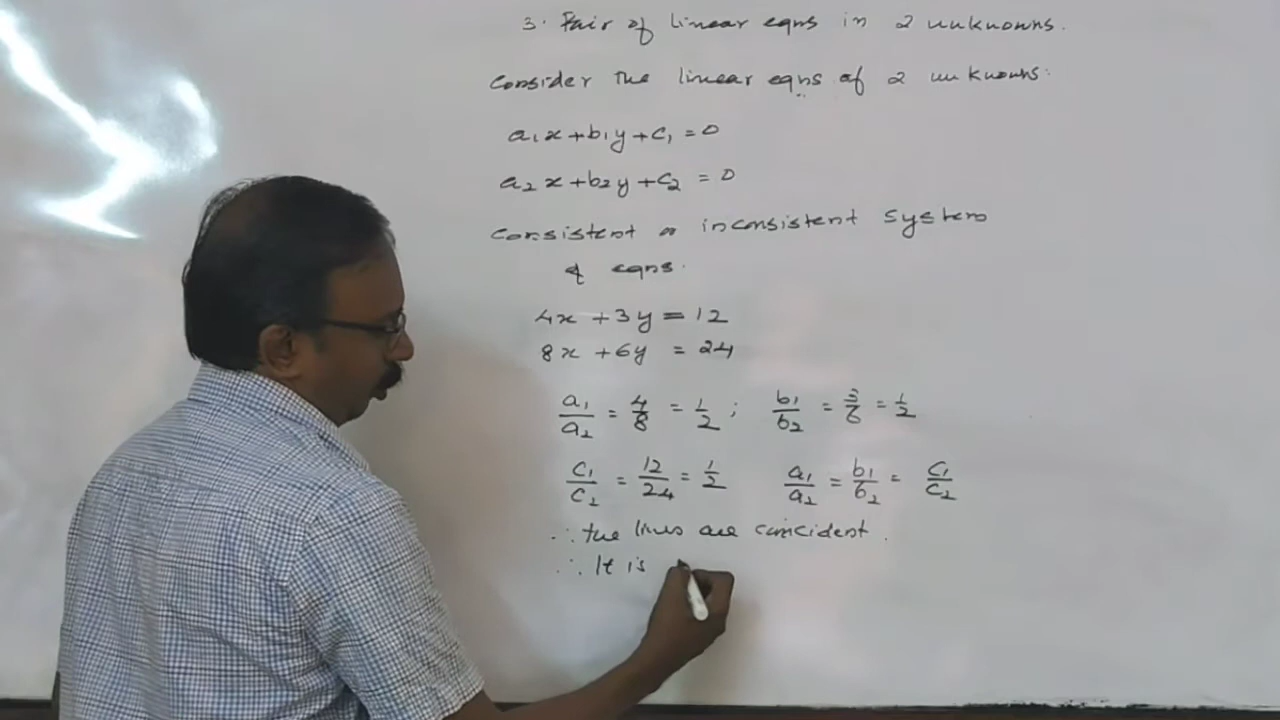 3. Pair of linear eqns in 2 unknowns.
Consider the linear eqns of 2 unknowns:
a₁x + b₁y + c₁ = 0
a₂x + b₂y + c₂ = 0
Consistent or inconsistent system
of eqns.
4x + 3y = 12
8x + 6y = 24
a₁/a₂ = 4/8 = 1/2 ; b₁/b₂ = 3/6 = 1/2
c₁/c₂ = 12/24 = 1/2 a₁/a₂ = b₁/b₂ = c₁/c₂
∴ the lines are coincident.
∴ It is